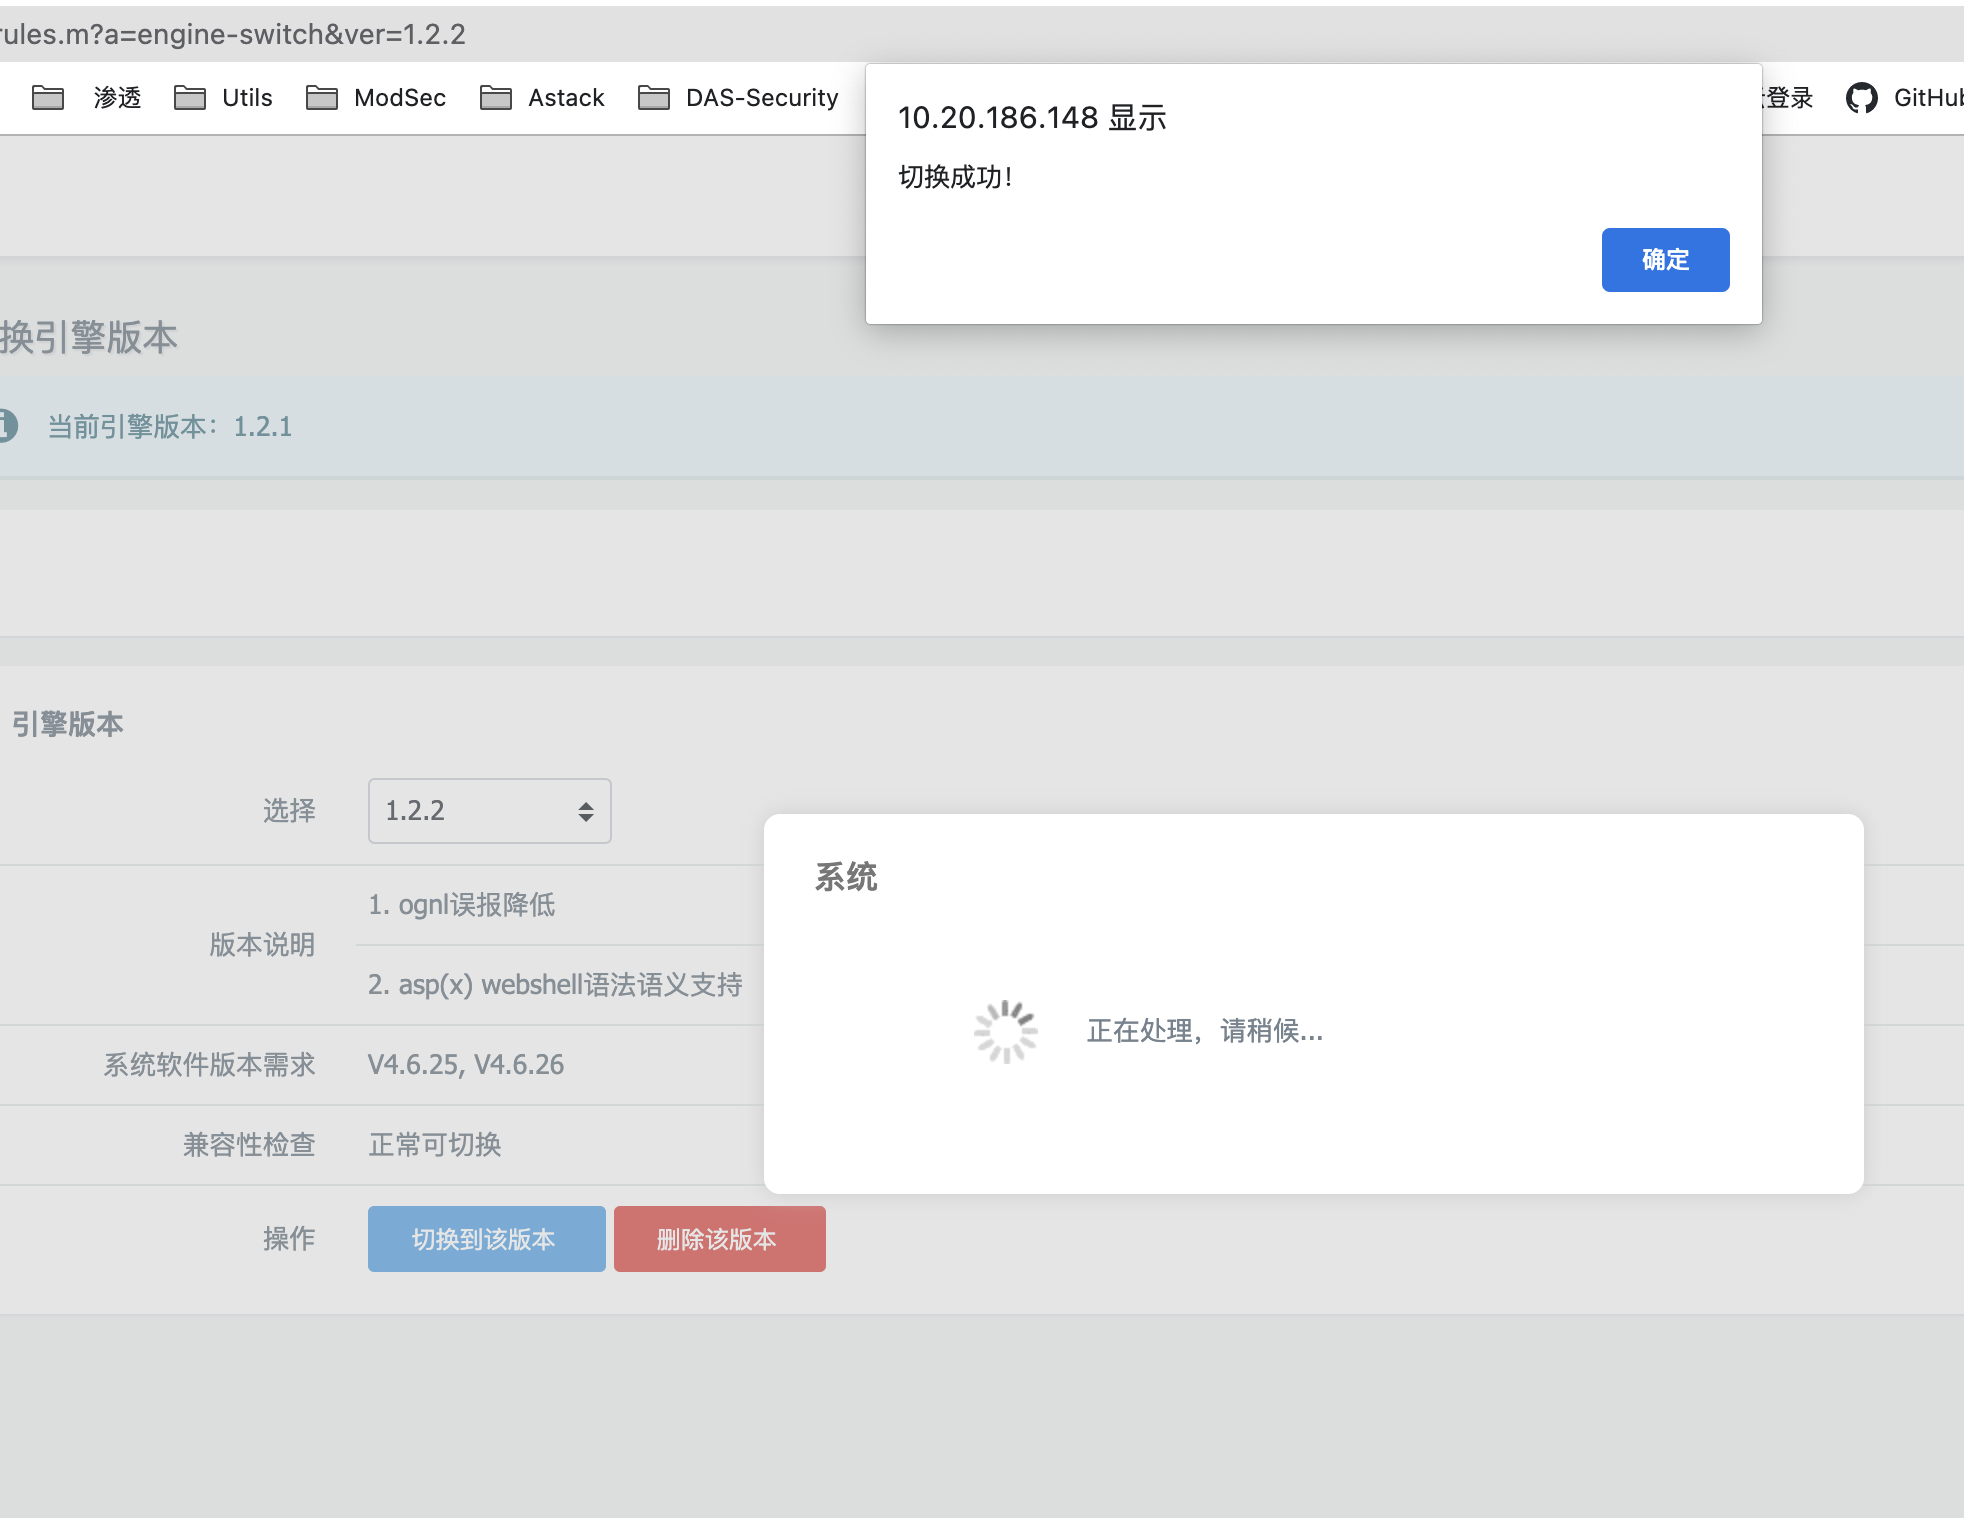 rules.m?a=engine-switch&ver=1.2.2
渗透 Utils ModSec Astack DAS-Security 登录 GitHub
10.20.186.148 显示
切换成功！
确定
换引擎版本
当前引擎版本：1.2.1
引擎版本
选择 1.2.2
版本说明
1. ognl误报降低
2. asp(x) webshell语法语义支持
系统软件版本需求 V4.6.25, V4.6.26
兼容性检查 正常可切换
操作 切换到该版本 删除该版本
系统
正在处理，请稍候...